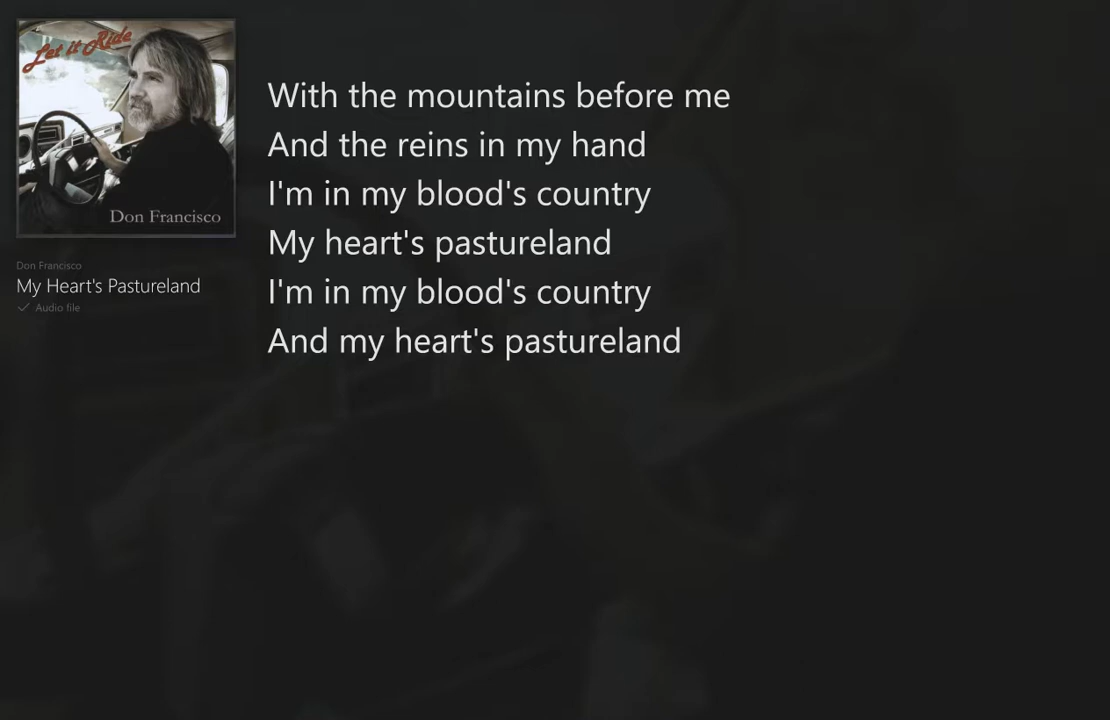 Let it Ride
Don Francisco
Don Francisco
My Heart's Pastureland
Audio file
With the mountains before me
And the reins in my hand
I'm in my blood's country
My heart's pastureland
I'm in my blood's country
And my heart's pastureland